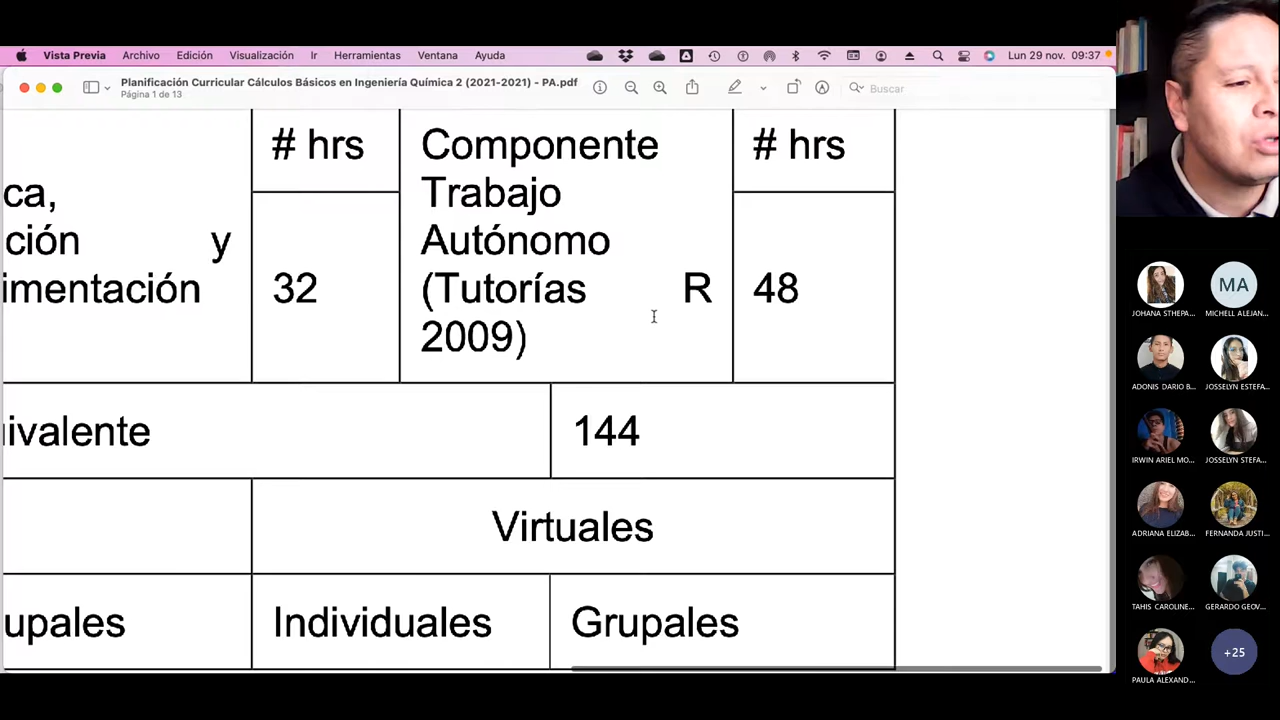 Vista Previa Archivo Edición Visualización Ir Herramientas Ventana Ayuda Lun 29 nov. 09:37
Planificación Curricular Cálculos Básicos en Ingeniería Química 2 (2021-2021) - PA.pdf
Página 1 de 13
Buscar
# hrs
Componente
# hrs
ca,
Trabajo
ción y
Autónomo
imentación
32
(Tutorías R
48
2009)
ivalente
144
Virtuales
upales
Individuales
Grupales
JOHANA STHEPA...
MA
MICHELL ALEJAN...
ADONIS DARIO B...
JOSSELYN ESTEFA...
IRWIN ARIEL MO...
JOSSELYN STEFA...
ADRIANA ELIZAB...
FERNANDA JUSTI...
TAHIS CAROLINE...
GERARDO GEOV...
PAULA ALEXAND...
+25